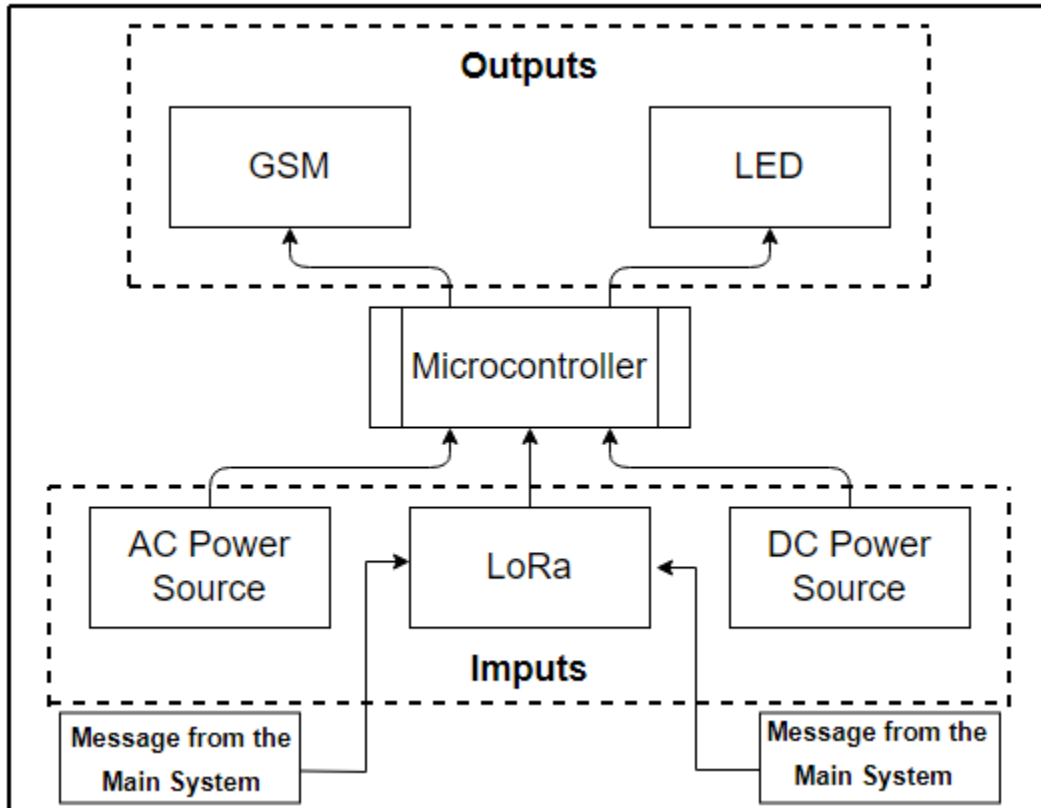 Outputs
GSM
LED
Microcontroller
AC Power
Source
LoRa
DC Power
Source
Imputs
Message from the
Main System
Message from the
Main System